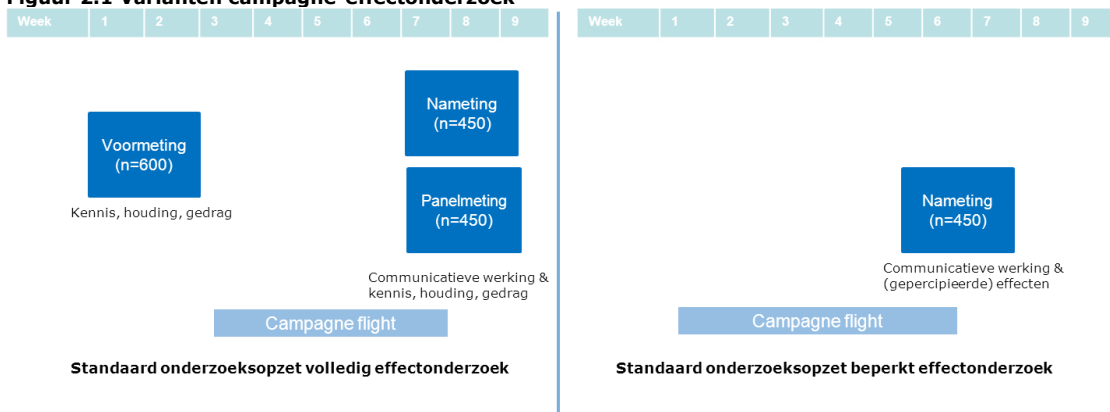 Figuur 2.1 Varianten campagne-effectonderzoek
Week 1 2 3 4 5 6 7 8 9
Voormeting
(n=600)
Kennis, houding, gedrag
Nameting
(n=450)
Panelmeting
(n=450)
Communicatieve werking &
kennis, houding, gedrag
Campagne flight
Standaard onderzoeksopzet volledig effectonderzoek
Week 1 2 3 4 5 6 7 8 9
Nameting
(n=450)
Communicatieve werking &
(gepercipieerde) effecten
Campagne flight
Standaard onderzoeksopzet beperkt effectonderzoek